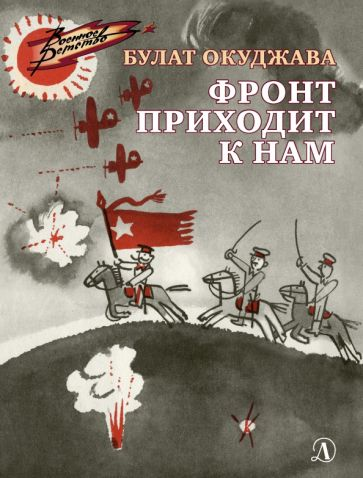 Военное
Детство
БУЛАТ ОКУДЖАВА
ФРОНТ
ПРИХОДИТ
К НАМ
Д